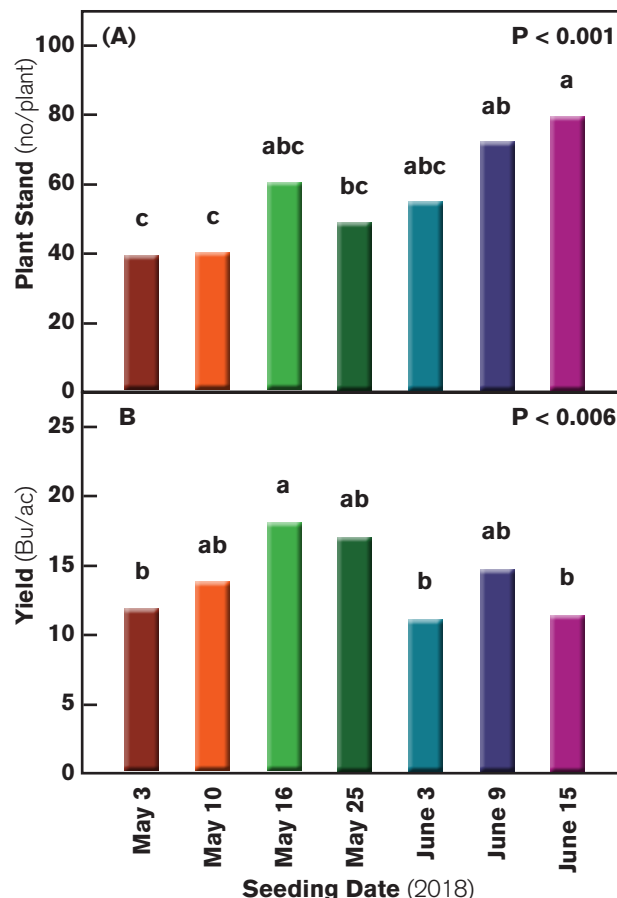 (A)
P < 0.001
Plant Stand (no/plant)
100
80
60
40
20
0
c
c
abc
bc
abc
ab
a
B
P < 0.006
Yield (Bu/ac)
25
20
15
10
5
0
b
ab
a
ab
b
ab
b
May 3
May 10
May 16
May 25
June 3
June 9
June 15
Seeding Date (2018)